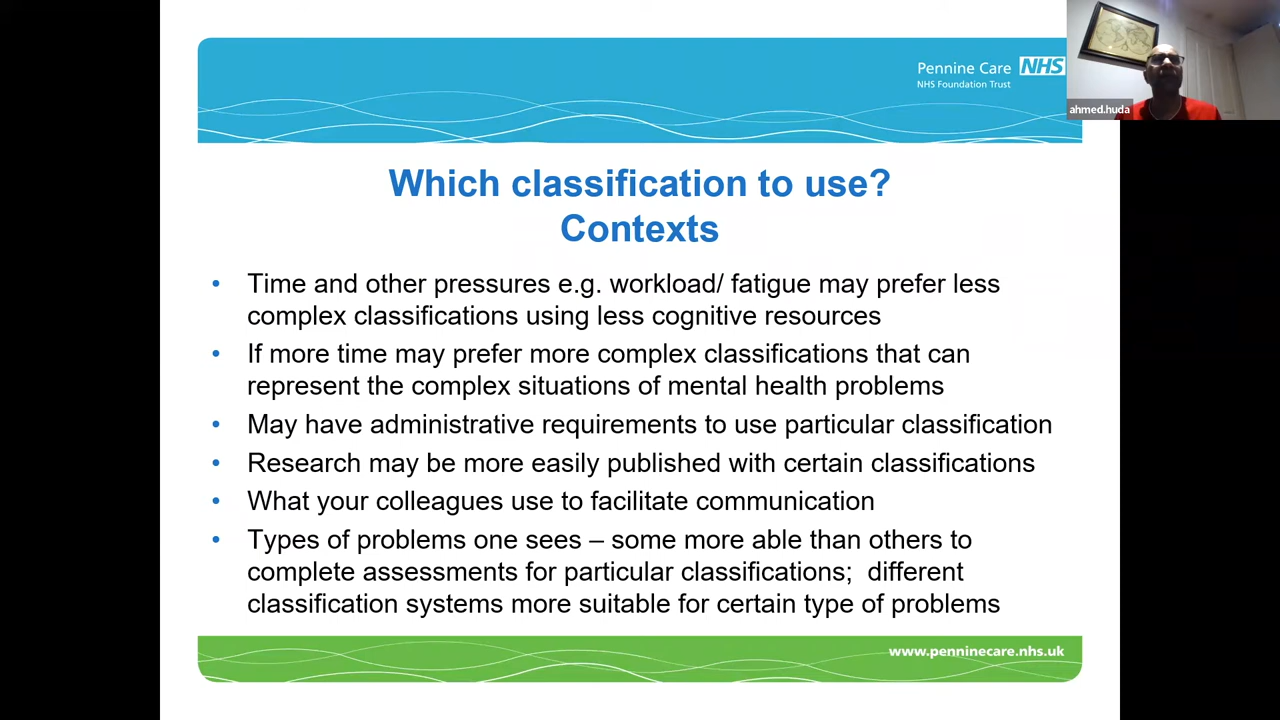 Pennine Care NHS
NHS Foundation Trust
ahmed.huda
Which classification to use?
Contexts
• Time and other pressures e.g. workload/ fatigue may prefer less
complex classifications using less cognitive resources
• If more time may prefer more complex classifications that can
represent the complex situations of mental health problems
• May have administrative requirements to use particular classification
• Research may be more easily published with certain classifications
• What your colleagues use to facilitate communication
• Types of problems one sees – some more able than others to
complete assessments for particular classifications;  different
classification systems more suitable for certain type of problems
www.penninecare.nhs.uk